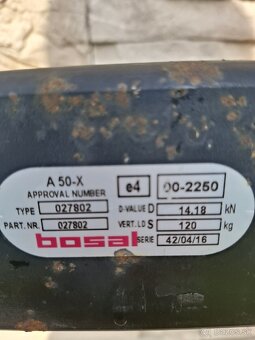 A 50-X e4 00-2250
APPROVAL NUMBER
TYPE 027802 D-VALUE D 14.18 kN
PART.NR. 027802 VERT.LD S 120 kg
bosal SERIE 42/04/16